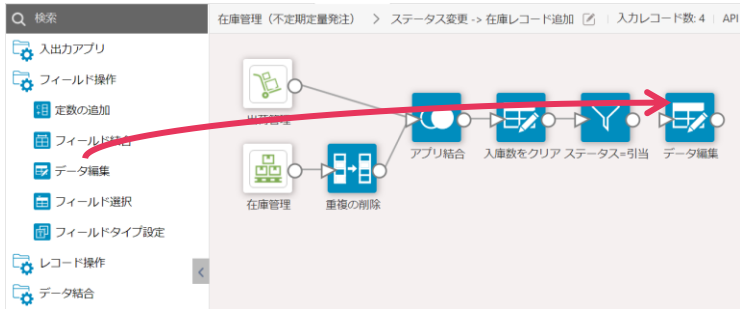 検索
在庫管理（不定期定量発注） ＞ ステータス変更 -> 在庫レコード追加 入力レコード数: 4 API
入出力アプリ
フィールド操作
定数の追加
フィールド結合
データ編集
フィールド選択
フィールドタイプ設定
レコード操作
データ結合
出荷管理
アプリ結合
入庫数をクリア
ステータス=引当
データ編集
在庫管理
重複の削除